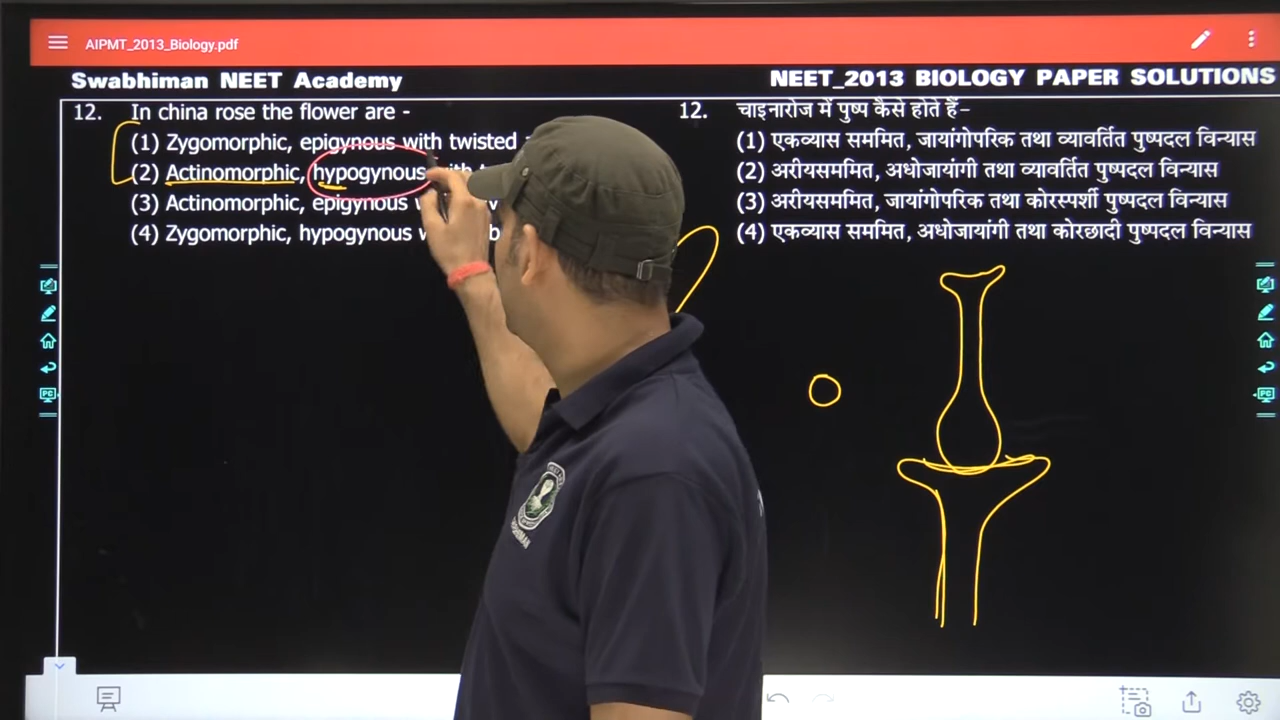 AIPMT_2013_Biology.pdf
Swabhiman NEET Academy
NEET_2013 BIOLOGY PAPER SOLUTIONS
12. In china rose the flower are -
(1) Zygomorphic, epigynous with twisted
(2) Actinomorphic, hypogynous with
(3) Actinomorphic, epigynous
(4) Zygomorphic, hypogynous
12. चाइनारोज में पुष्प कैसे होते हैं–
(1) एकव्यास सममित, जायांगोपरिक तथा व्यावर्तित पुष्पदल विन्यास
(2) अरीयसममित, अधोजायांगी तथा व्यावर्तित पुष्पदल विन्यास
(3) अरीयसममित, जायांगोपरिक तथा कोरस्पर्शी पुष्पदल विन्यास
(4) एकव्यास सममित, अधोजायांगी तथा कोरछादी पुष्पदल विन्यास
PC
PC